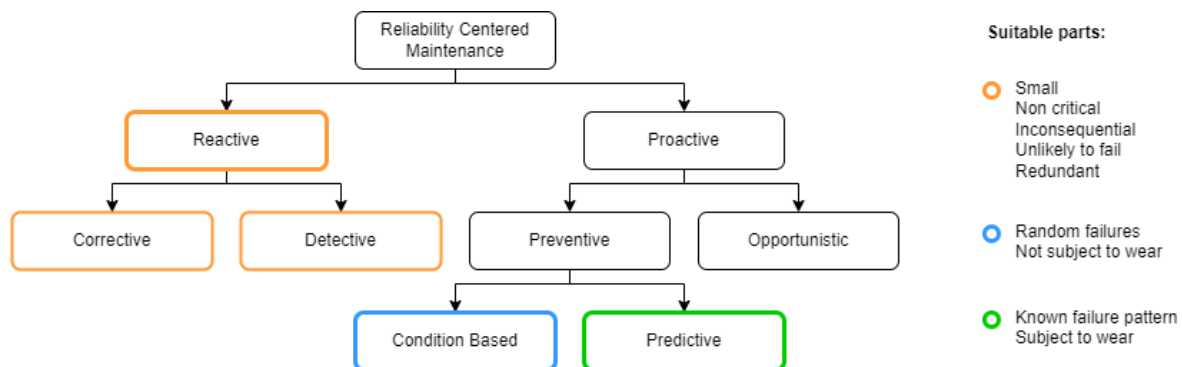 Reliability Centered
Maintenance
Suitable parts:
Small
Non critical
Inconsequential
Unlikely to fail
Redundant
Reactive
Proactive
Corrective
Detective
Preventive
Opportunistic
Random failures
Not subject to wear
Condition Based
Predictive
Known failure pattern
Subject to wear